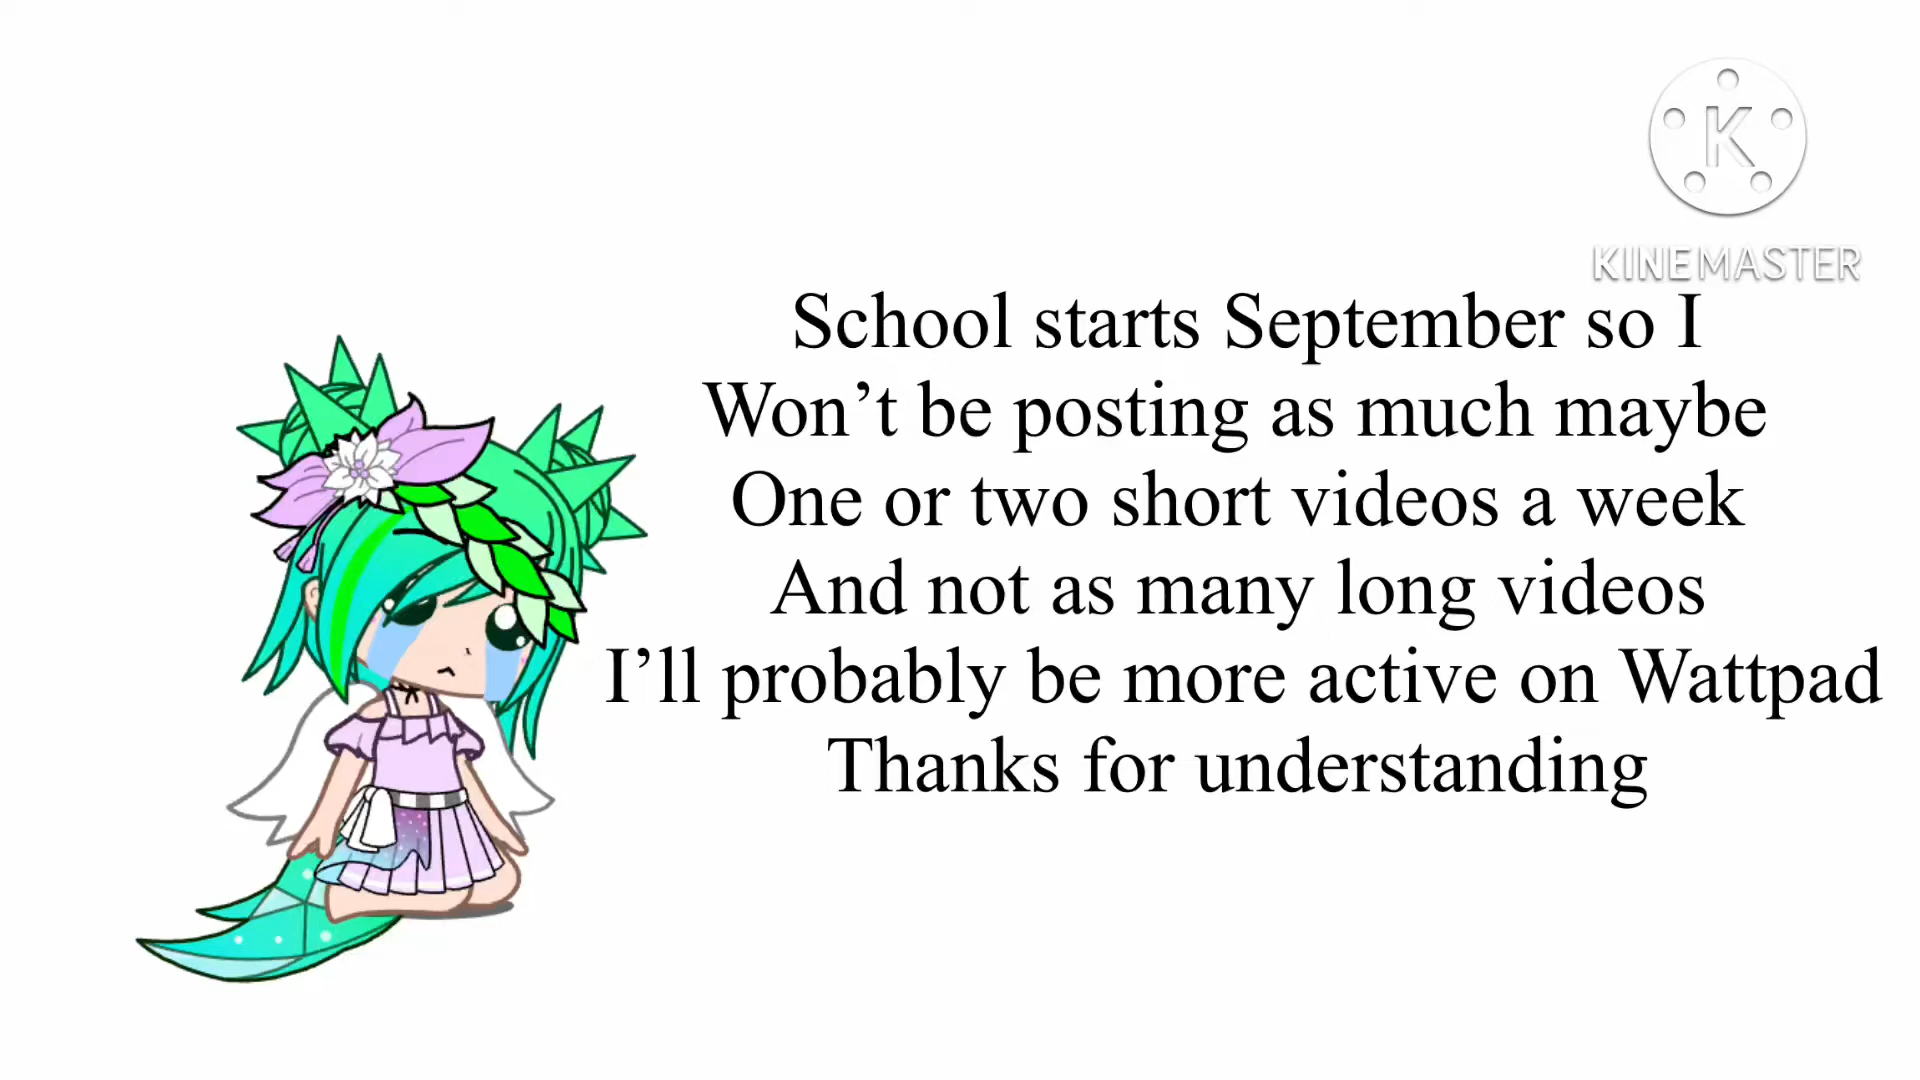 K
KINEMASTER
School starts September so I
Won’t be posting as much maybe
One or two short videos a week
And not as many long videos
I’ll probably be more active on Wattpad
Thanks for understanding